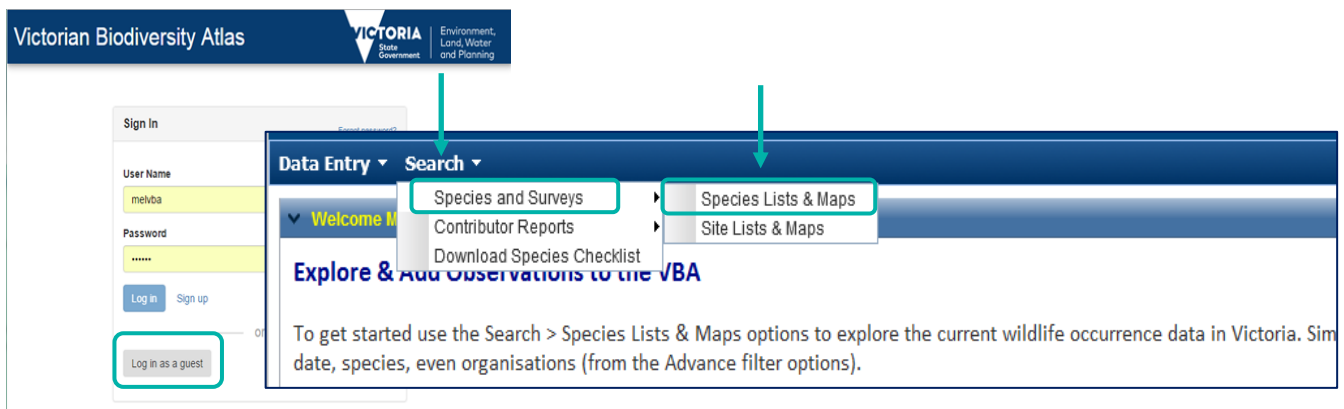 Victorian Biodiversity Atlas
VICTORIA
State
Government
Environment,
Land, Water
and Planning
Sign In
Forgot password?
User Name
melvba
Password
••••••
Log in
Sign up
or
Log in as a guest
Data Entry
Search
Species and Surveys
Contributor Reports
Download Species Checklist
Species Lists & Maps
Site Lists & Maps
Welcome M
Explore & Add Observations to the VBA
To get started use the Search > Species Lists & Maps options to explore the current wildlife occurrence data in Victoria. Sim
date, species, even organisations (from the Advance filter options).